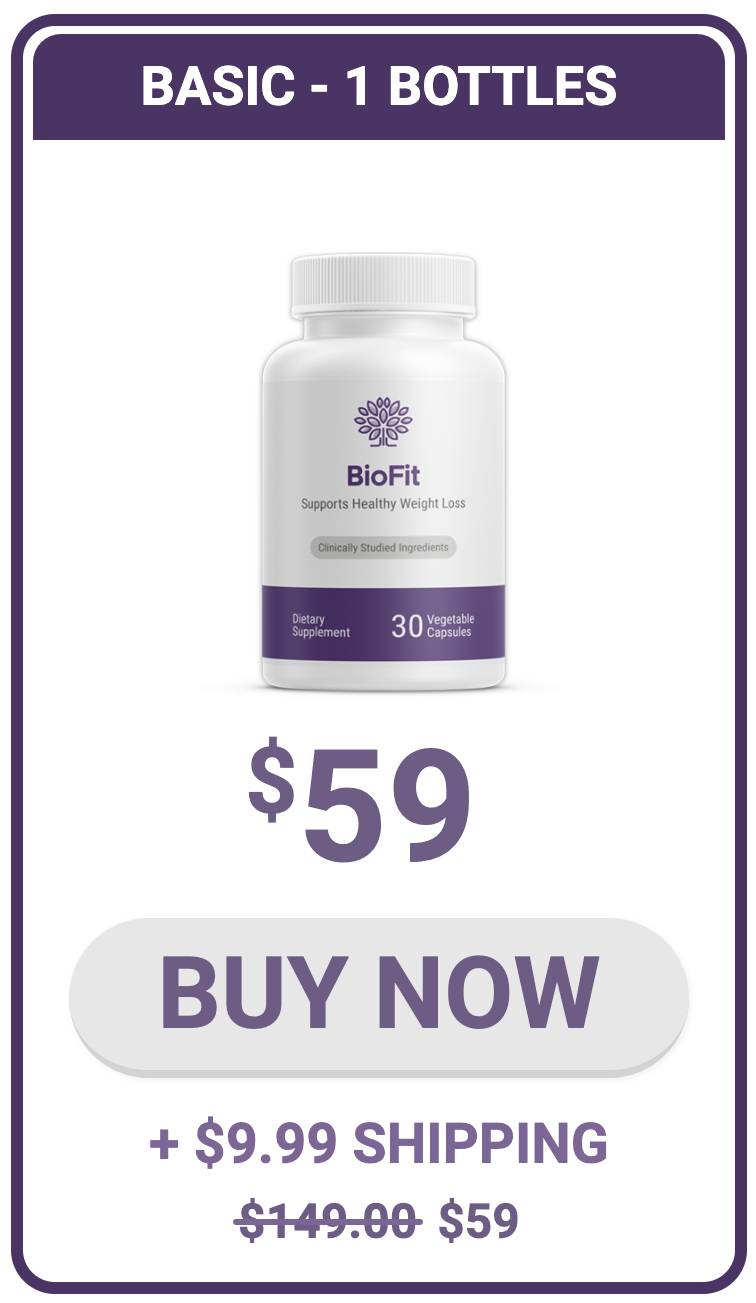 BASIC - 1 BOTTLES
BioFit
Supports Healthy Weight Loss
Clinically Studied Ingredients
Dietary
Supplement
30 Vegetable
Capsules
$59
BUY NOW
+ $9.99 SHIPPING
$149.00 $59